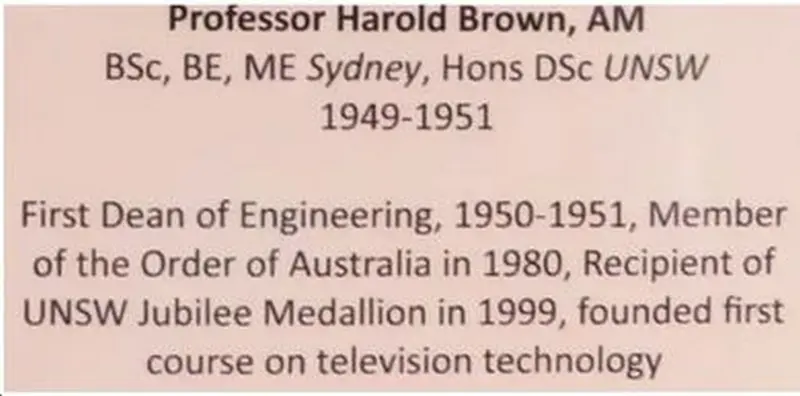 Professor Harold Brown, AM
BSc, BE, ME Sydney, Hons DSc UNSW
1949-1951
First Dean of Engineering, 1950-1951, Member
of the Order of Australia in 1980, Recipient of
UNSW Jubilee Medallion in 1999, founded first
course on television technology